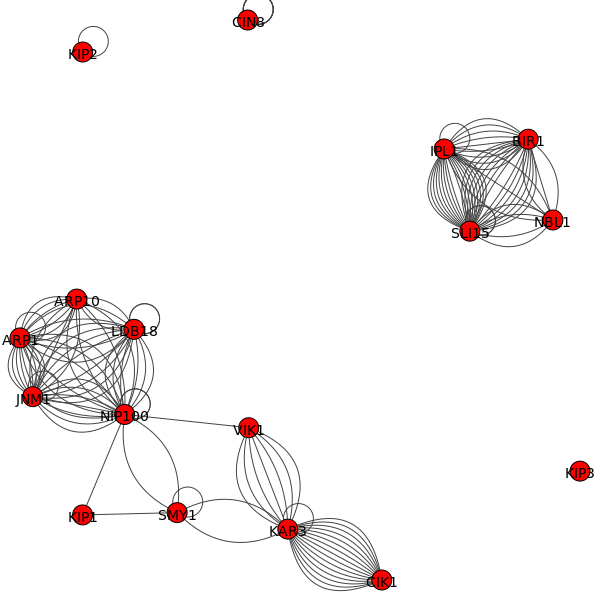 CIN8
KIP2
BIR1
IPL1
NBL1
SLI15
ARP10
LDB18
ARP1
JNM1
NIP100
VIK1
KIP3
KIP1
SMY1
KAR3
CIK1